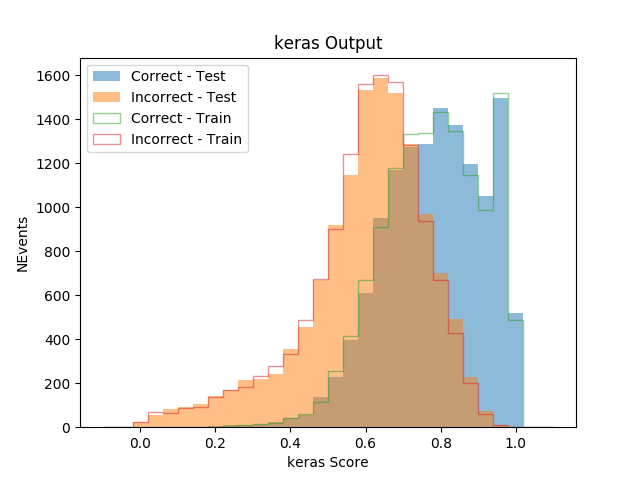 keras Output
Correct - Test
Incorrect - Test
Correct - Train
Incorrect - Train
1600
1400
1200
1000
800
600
400
200
0
NEvents
0.0 0.2 0.4 0.6 0.8 1.0
keras Score